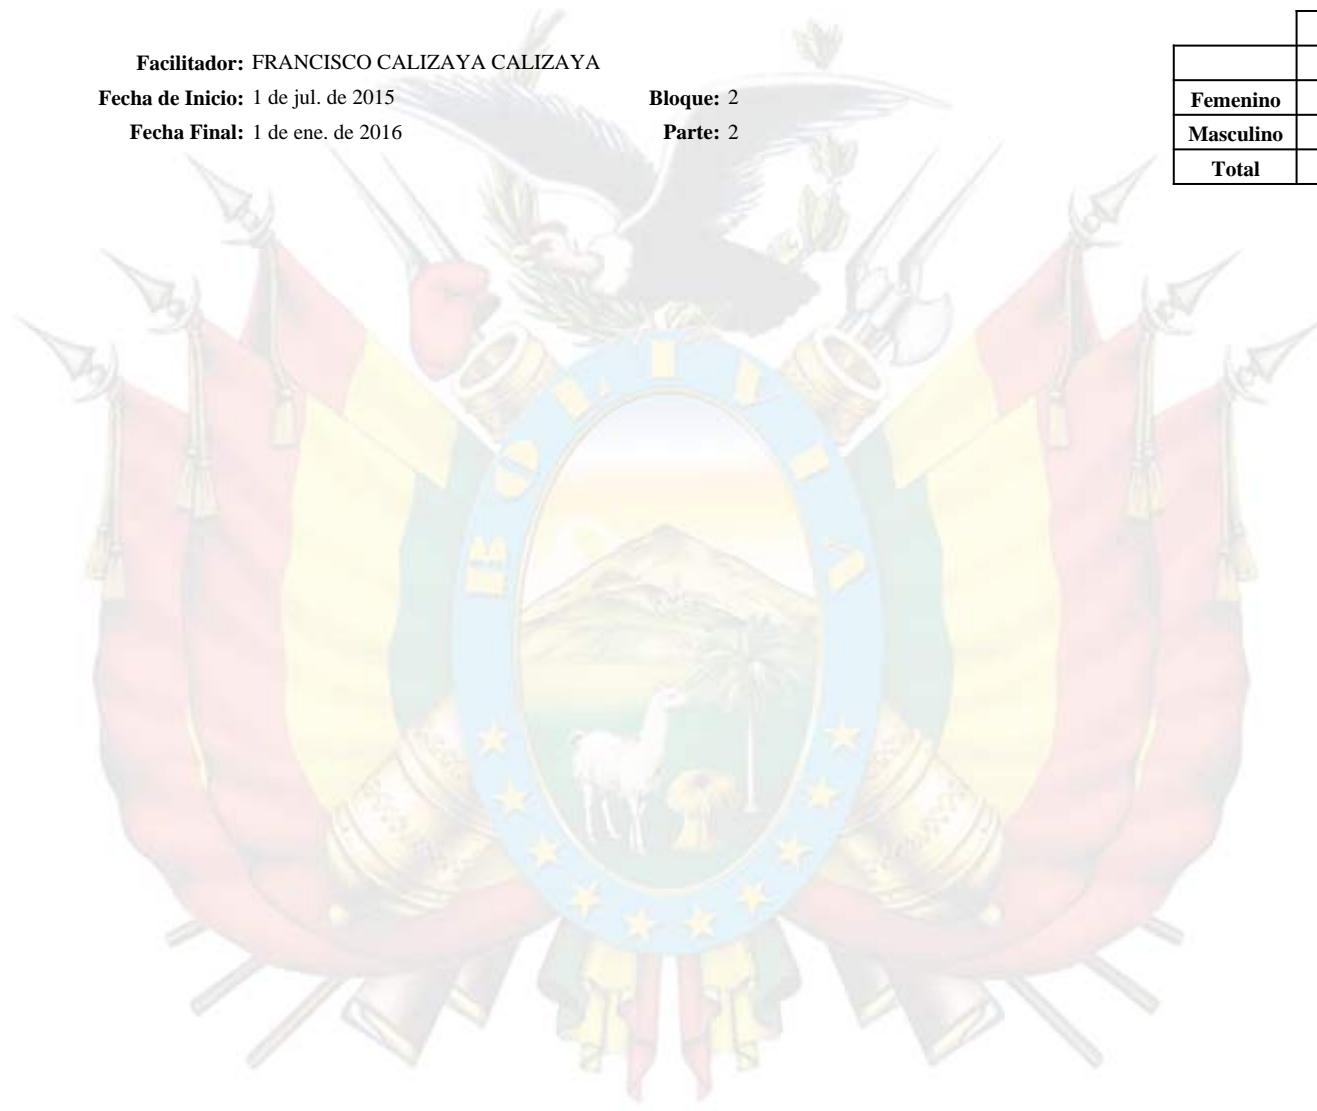 Facilitador: FRANCISCO CALIZAYA CALIZAYA
Fecha de Inicio: 1 de jul. de 2015 Bloque: 2
Fecha Final: 1 de ene. de 2016 Parte: 2
Femenino
Masculino
Total
BOLIVIA